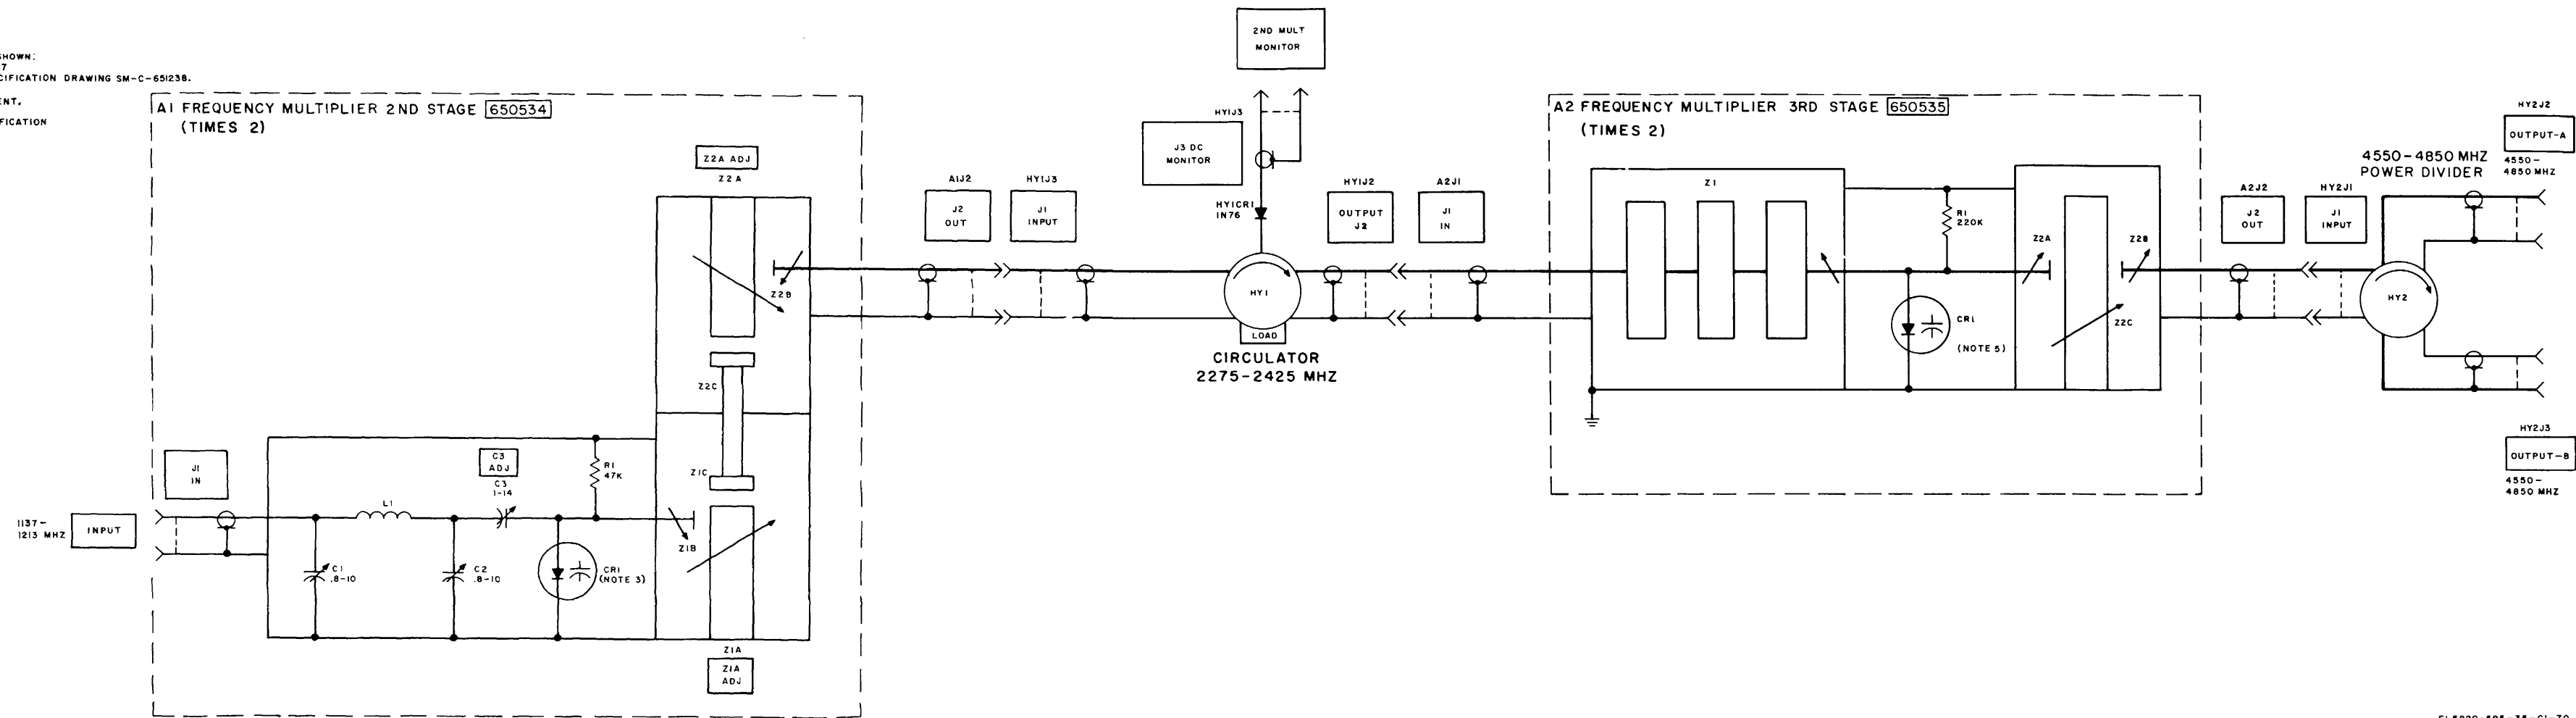 SHOWN:
7
CIFICATION DRAWING SM-C-651238.
ENT.
FICATION
A1 FREQUENCY MULTIPLIER 2ND STAGE 650534
(TIMES 2)
Z2A ADJ
Z2A
Z2B
Z2C
Z1C
Z1B
Z1A
Z1A
ADJ
J1
IN
1137-
1213 MHZ
INPUT
C1
.8-10
L1
C2
.8-10
C3
ADJ
C3
1-14
R1
47K
CR1
(NOTE 3)
A1J2
J2
OUT
HY1J3
J1
INPUT
2ND MULT
MONITOR
HY1J3
J3 DC
MONITOR
HY1CR1
IN76
HY1
LOAD
CIRCULATOR
2275-2425 MHZ
HY1J2
OUTPUT
J2
A2J1
J1
IN
A2 FREQUENCY MULTIPLIER 3RD STAGE 650535
(TIMES 2)
Z1
R1
220K
CR1
(NOTE 5)
Z2A
Z2B
Z2C
A2J2
J2
OUT
HY2J1
J1
INPUT
4550-4850 MHZ
POWER DIVIDER
HY2
HY2J2
OUTPUT-A
4550-
4850 MHZ
HY2J3
OUTPUT-B
4550-
4850 MHZ